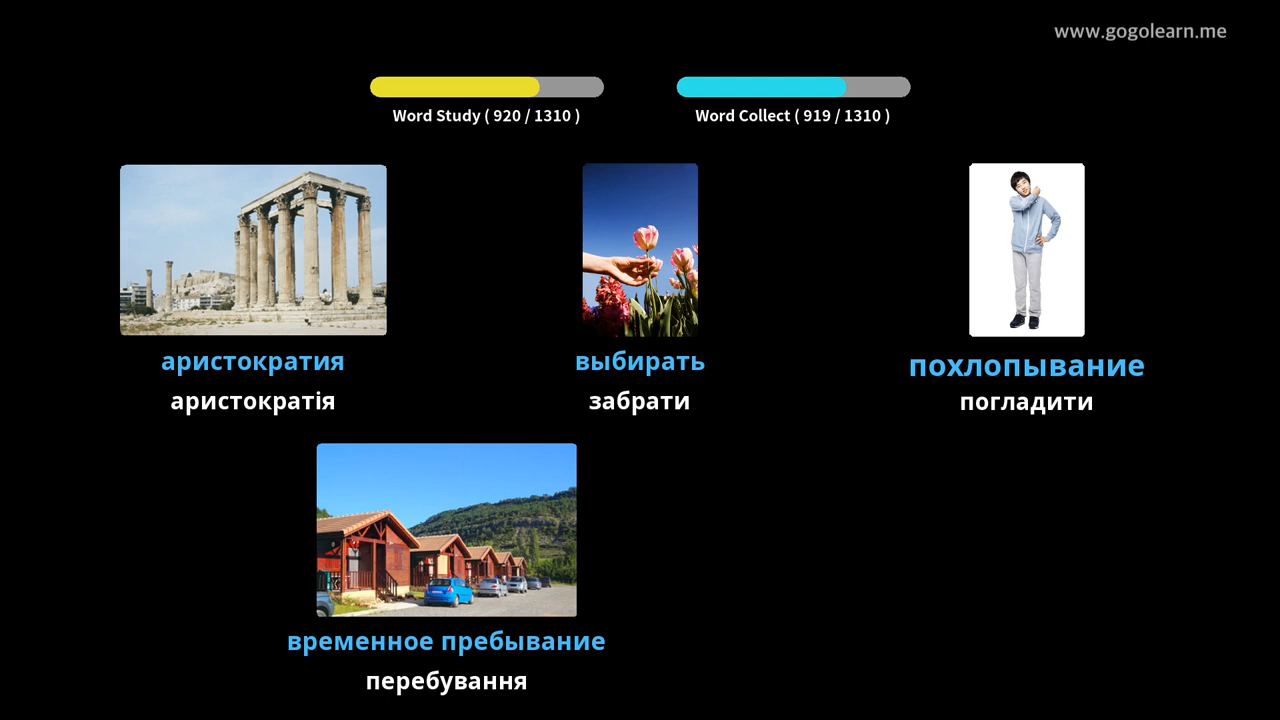 www.gogolearn.me
Word Study ( 920 / 1310 )
Word Collect ( 919 / 1310 )
аристократия
аристократія
выбирать
забрати
похлопывание
погладити
временное пребывание
перебування